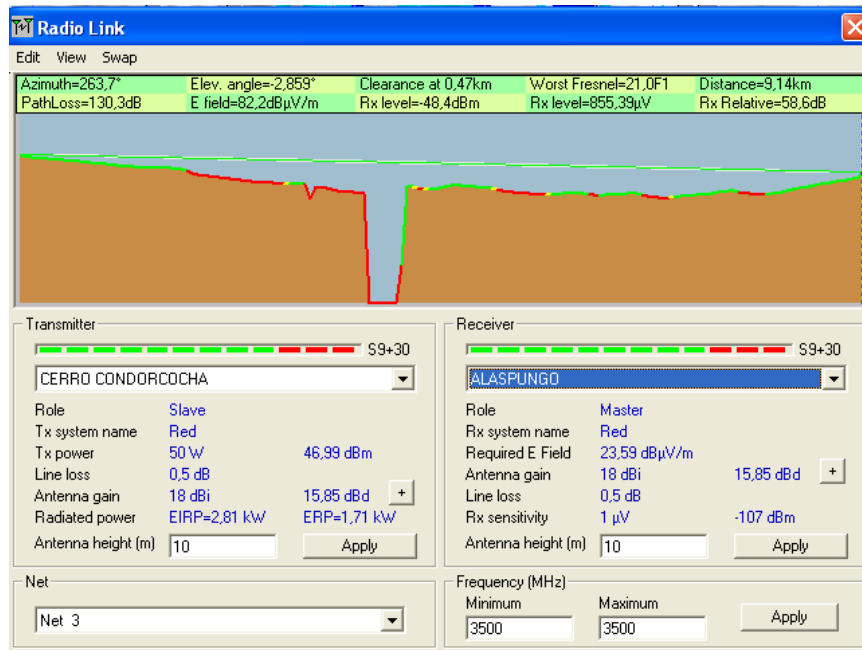 Radio Link
Edit View Swap
Azimuth=263,7° Elev. angle=-2,859° Clearance at 0,47km Worst Fresnel=21,0F1 Distance=9,14km
PathLoss=130,3dB E field=82,2dBµV/m Rx level=-48,4dBm Rx level=855,39µV Rx Relative=58,6dB
Transmitter
S9+30
CERRO CONDORCOCHA
Role Slave
Tx system name Red
Tx power 50 W 46,99 dBm
Line loss 0,5 dB
Antenna gain 18 dBi 15,85 dBd +
Radiated power EIRP=2,81 kW ERP=1,71 kW
Antenna height (m) 10 Apply
Receiver
S9+30
ALASPUNGO
Role Master
Rx system name Red
Required E Field 23,59 dBµV/m
Antenna gain 18 dBi 15,85 dBd +
Line loss 0,5 dB
Rx sensitivity 1 µV -107 dBm
Antenna height (m) 10 Apply
Net
Net 3
Frequency (MHz)
Minimum Maximum
3500 3500 Apply